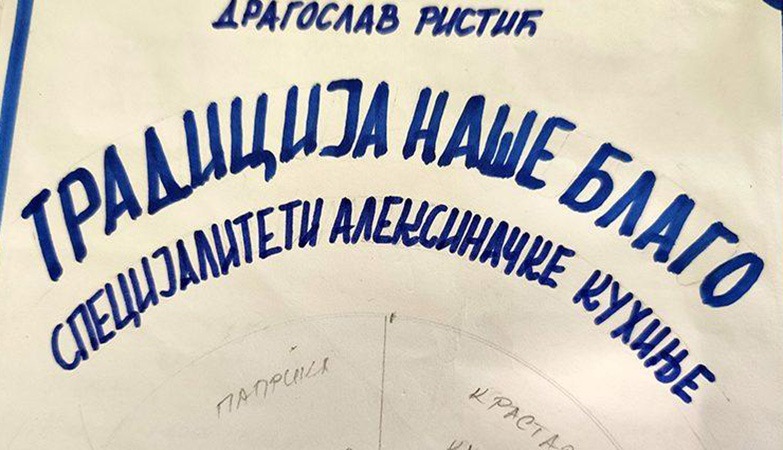 ДРАГОСЛАВ РИСТИЋ
ТРАДИЦИЈА НАШЕ БЛАГО
СПЕЦИЈАЛИТЕТИ АЛЕКСИНАЧКЕ КУХИЊЕ
ПАПРИКА